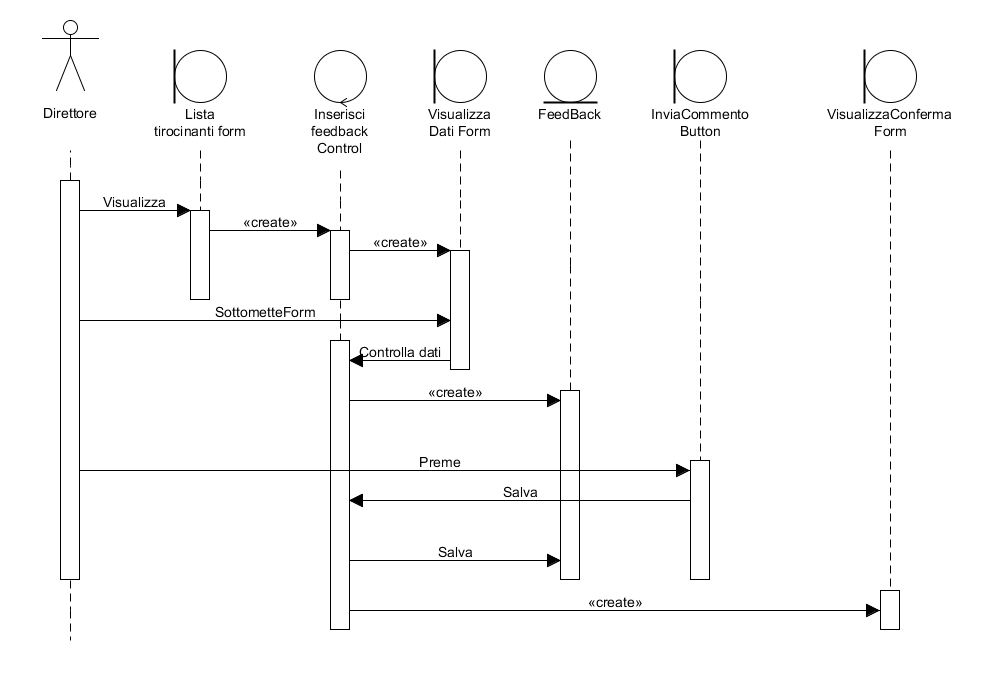 Direttore
Lista
tirocinanti form
Inserisci
feedback
Control
Visualizza
Dati Form
FeedBack
InviaCommento
Button
VisualizzaConferma
Form
Visualizza
«create»
«create»
SottometteForm
Controlla dati
«create»
Preme
Salva
Salva
«create»